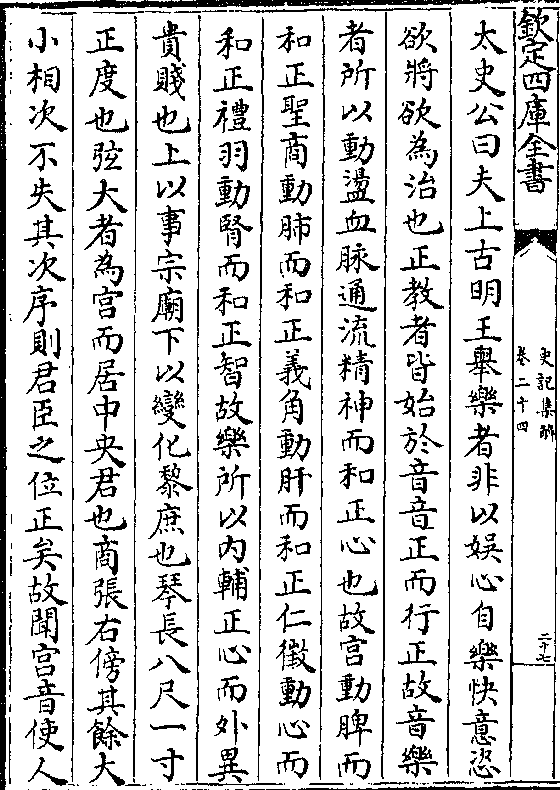 欽定四庫全書
史記集解
卷二十四
二十七
太史公曰夫上古明王舉樂者非以娛心自樂快意恣
欲將欲為治也正教者皆始於音音正而行正故音樂
者所以動盪血脉通流精神而和正心也故宮動脾而
和正聖商動肺而和正義角動肝而和正仁徵動心而
和正禮羽動腎而和正智故樂所以内輔正心而外異
貴賤也上以事宗廟下以變化黎庶也琴長八尺一寸
正度也弦大者為宮而居中央君也商張右傍其餘大
小相次不失其次序則君臣之位正矣故聞宮音使人